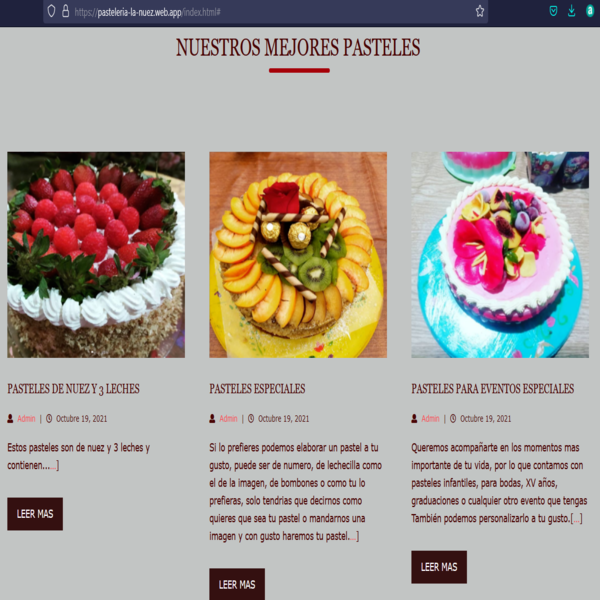 https://pasteleria-la-nuez.web.app/index.html#
NUESTROS MEJORES PASTELES
PASTELES DE NUEZ Y 3 LECHES
Admin | Octubre 19, 2021
Estos pasteles son de nuez y 3 leches y
contienen...[...]
LEER MAS
PASTELES ESPECIALES
Admin | Octubre 19, 2021
Si lo prefieres podemos elaborar un pastel a tu
gusto, puede ser de numero, de lechecilla como
el de la imagen, de bombones o como tu lo
prefieras, solo tendrias que decirnos como
quieres que sea tu pastel o mandarnos una
imagen y con gusto haremos tu pastel.[...]
LEER MAS
PASTELES PARA EVENTOS ESPECIALES
Admin | Octubre 19, 2021
Queremos acompañarte en los momentos mas
importante de tu vida, por lo que contamos con
pasteles infantiles, para bodas, XV años,
graduaciones o cualquier otro evento que tengas
También podemos personalizarlo a tu gusto.[...]
LEER MAS